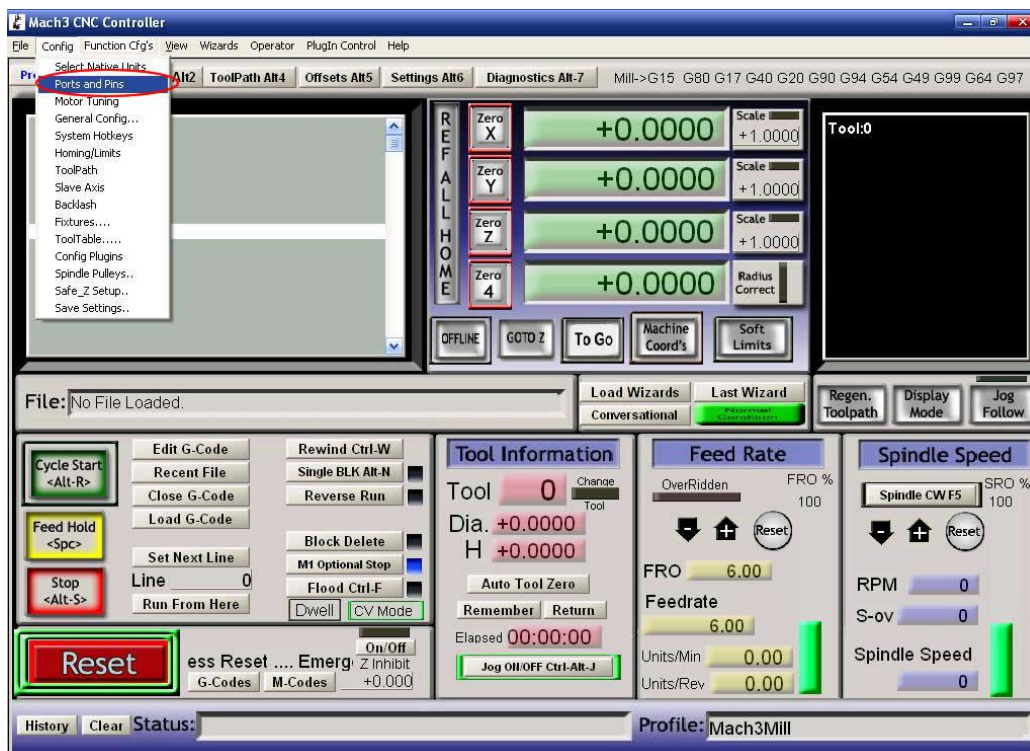 Mach3 CNC Controller
File Config Function Cfg's View Wizards Operator PlugIn Control Help
Alt2 ToolPath Alt4 Offsets Alt5 Settings Alt6 Diagnostics Alt-7 Mill->G15 G80 G17 G40 G20 G90 G94 G54 G49 G99 G64 G97
Select Native Units
Ports and Pins
Motor Tuning
General Config...
System Hotkeys
Homing/Limits
ToolPath
Slave Axis
Backlash
Fixtures....
ToolTable.....
Config Plugins
Spindle Pulleys..
Safe_Z Setup..
Save Settings..
REF ALL HOME
Zero X +0.0000 Scale +1.0000
Zero Y +0.0000 Scale +1.0000
Zero Z +0.0000 Scale +1.0000
Zero 4 +0.0000 Radius Correct
OFFLINE GOTO Z To Go Machine Coord's Soft Limits
Tool:0
File: No File Loaded.
Load Wizards Last Wizard
Conversational Normal Condition
Regen. Toolpath Display Mode Jog Follow
Cycle Start <Alt-R>
Feed Hold <Spc>
Stop <Alt-S>
Edit G-Code
Recent File
Close G-Code
Load G-Code
Set Next Line
Line 0
Run From Here
Rewind Ctrl-W
Single BLK Alt-N
Reverse Run
Block Delete
M1 Optional Stop
Flood Ctrl-F
Dwell CV Mode
Reset
ess Reset .... Emerg
G-Codes M-Codes
On/Off
Z Inhibit
+0.000
Tool Information
Tool 0 Change Tool
Dia. +0.0000
H +0.0000
Auto Tool Zero
Remember Return
Elapsed 00:00:00
Jog ON/OFF Ctrl-Alt-J
Feed Rate
OverRidden FRO %
100
Reset
FRO 6.00
Feedrate
6.00
Units/Min 0.00
Units/Rev 0.00
Spindle Speed
Spindle CW F5 SRO %
100
Reset
RPM 0
S-ov 0
Spindle Speed
0
History Clear Status: Profile: Mach3Mill